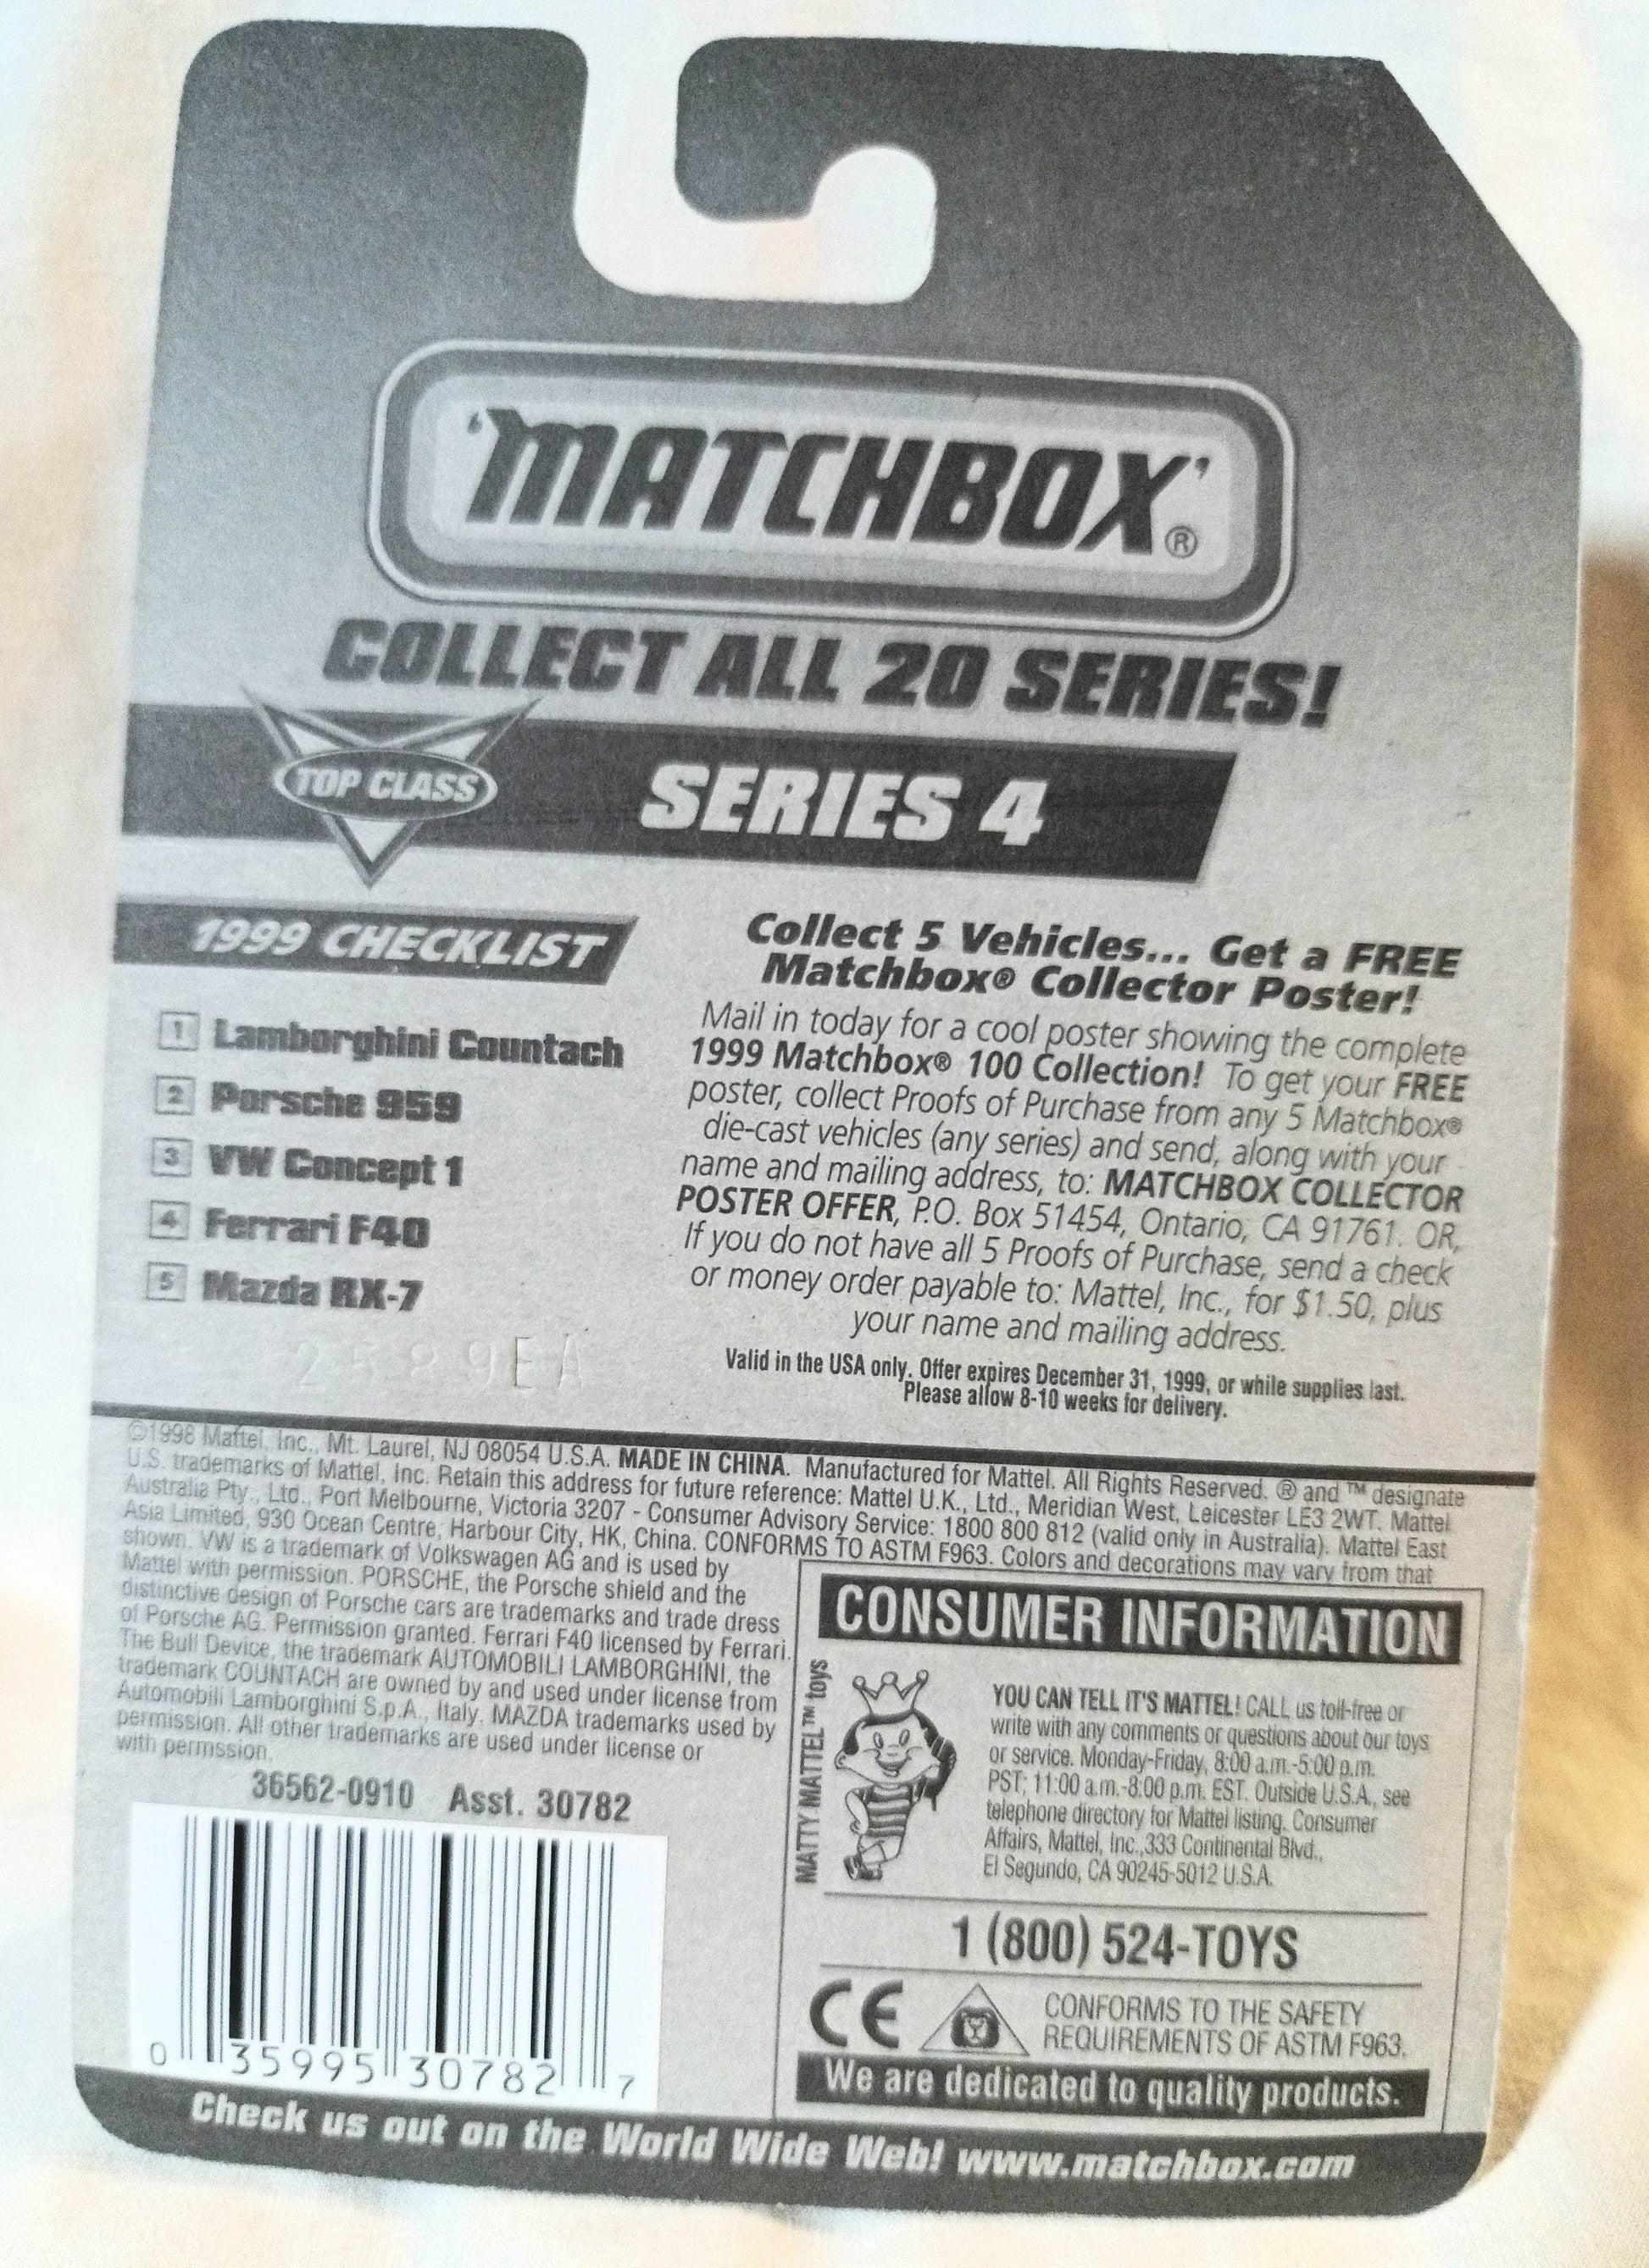 'MATCHBOX'®
COLLECT ALL 20 SERIES!
TOP CLASS
SERIES 4
1999 CHECKLIST
1 Lamborghini Countach
2 Porsche 959
3 VW Concept 1
4 Ferrari F40
5 Mazda RX-7
2589EA
Collect 5 Vehicles... Get a FREE
Matchbox® Collector Poster!
Mail in today for a cool poster showing the complete
1999 Matchbox® 100 Collection! To get your FREE
poster, collect Proofs of Purchase from any 5 Matchbox®
die-cast vehicles (any series) and send, along with your
name and mailing address, to: MATCHBOX COLLECTOR
POSTER OFFER, P.O. Box 51454, Ontario, CA 91761. OR,
If you do not have all 5 Proofs of Purchase, send a check
or money order payable to: Mattel, Inc., for $1.50, plus
your name and mailing address.
Valid in the USA only. Offer expires December 31, 1999, or while supplies last.
Please allow 8-10 weeks for delivery.
©1998 Mattel, Inc., Mt. Laurel, NJ 08054 U.S.A. MADE IN CHINA. Manufactured for Mattel. All Rights Reserved. ® and ™ designate
U.S. trademarks of Mattel, Inc. Retain this address for future reference: Mattel U.K., Ltd., Meridian West, Leicester LE3 2WT. Mattel
Australia Pty., Ltd., Port Melbourne, Victoria 3207 - Consumer Advisory Service: 1800 800 812 (valid only in Australia). Mattel East
Asia Limited, 930 Ocean Centre, Harbour City, HK, China. CONFORMS TO ASTM F963. Colors and decorations may vary from that
shown. VW is a trademark of Volkswagen AG and is used by
Mattel with permission. PORSCHE, the Porsche shield and the
distinctive design of Porsche cars are trademarks and trade dress
of Porsche AG. Permission granted. Ferrari F40 licensed by Ferrari.
The Bull Device, the trademark AUTOMOBILI LAMBORGHINI, the
trademark COUNTACH are owned by and used under license from
Automobili Lamborghini S.p.A., Italy. MAZDA trademarks used by
permission. All other trademarks are used under license or
with permssion.
36562-0910 Asst. 30782
0 35995 30782 7
CONSUMER INFORMATION
MATTY MATTEL™ toys
YOU CAN TELL IT'S MATTEL! CALL us toll-free or
write with any comments or questions about our toys
or service. Monday-Friday, 8:00 a.m.-5:00 p.m.
PST; 11:00 a.m.-8:00 p.m. EST. Outside U.S.A., see
telephone directory for Mattel listing. Consumer
Affairs, Mattel, Inc.,333 Continental Blvd.,
El Segundo, CA 90245-5012 U.S.A.
1 (800) 524-TOYS
CE
CONFORMS TO THE SAFETY
REQUIREMENTS OF ASTM F963.
We are dedicated to quality products.
Check us out on the World Wide Web! www.matchbox.com